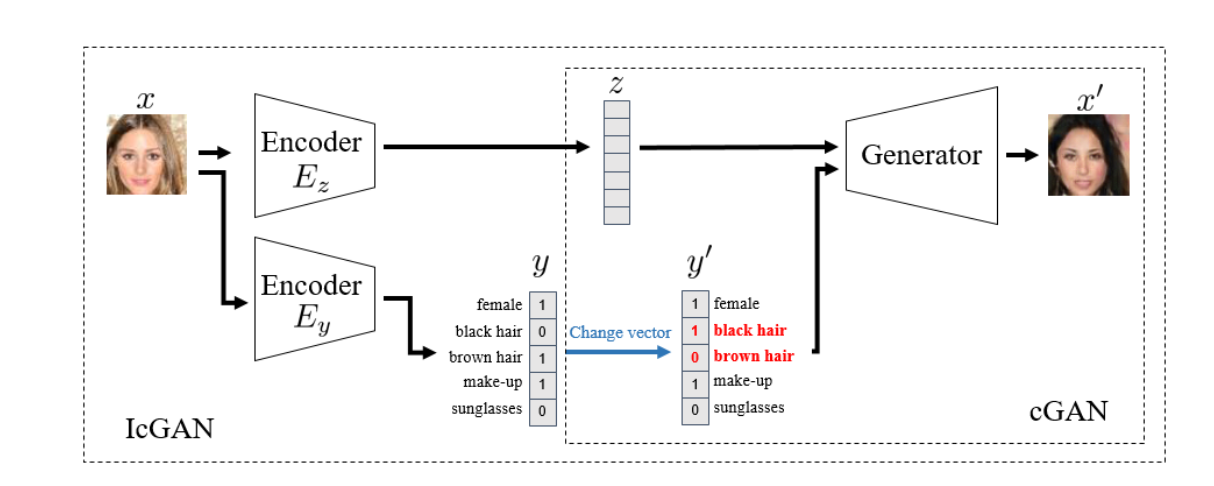 x
Encoder
E_z
z
Generator
x′
Encoder
E_y
y
female 1
black hair 0
brown hair 1
make-up 1
sunglasses 0
Change vector
y′
1 female
1 black hair
0 brown hair
1 make-up
0 sunglasses
IcGAN
cGAN